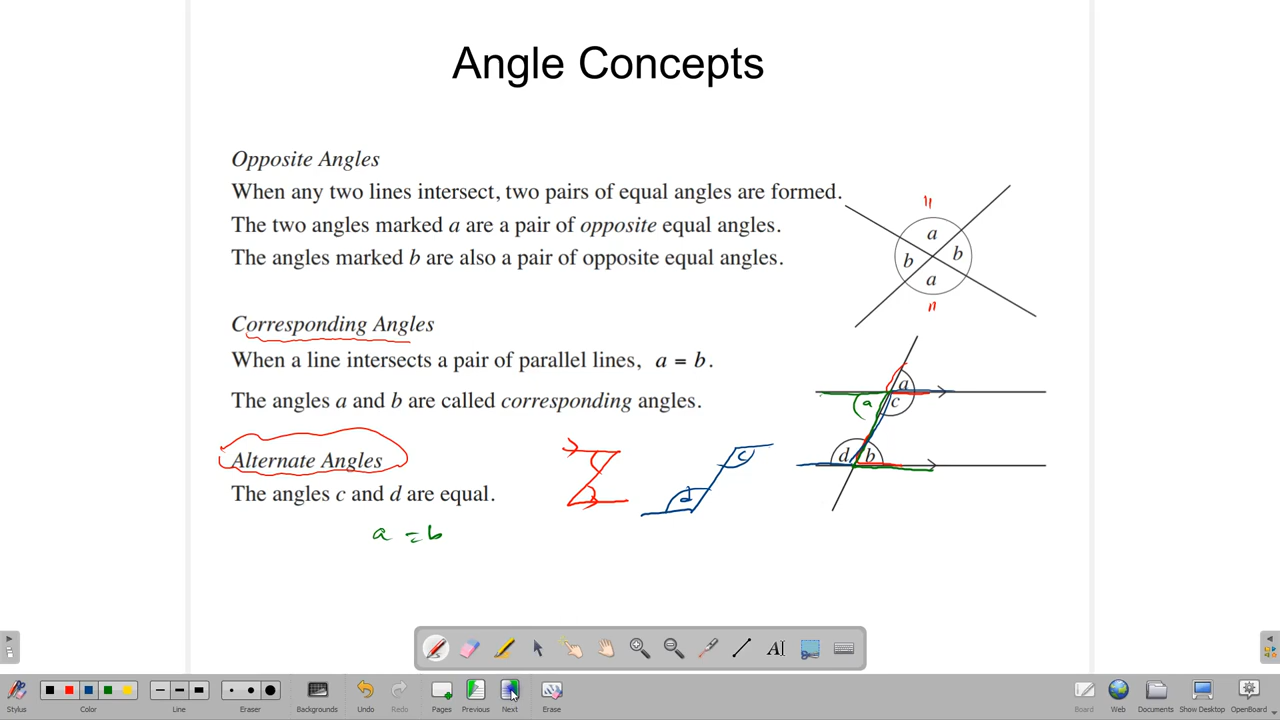 Angle Concepts
Opposite Angles
When any two lines intersect, two pairs of equal angles are formed.
The two angles marked a are a pair of opposite equal angles.
The angles marked b are also a pair of opposite equal angles.
a
b b
a
Corresponding Angles
When a line intersects a pair of parallel lines, a = b.
The angles a and b are called corresponding angles.
a
a c
d b
Alternate Angles
The angles c and d are equal.
c
d
a = b
Stylus
Color
Line
Eraser
Backgrounds
Undo
Redo
Pages
Previous
Next
Erase
Board
Web
Documents
Show Desktop
OpenBoard